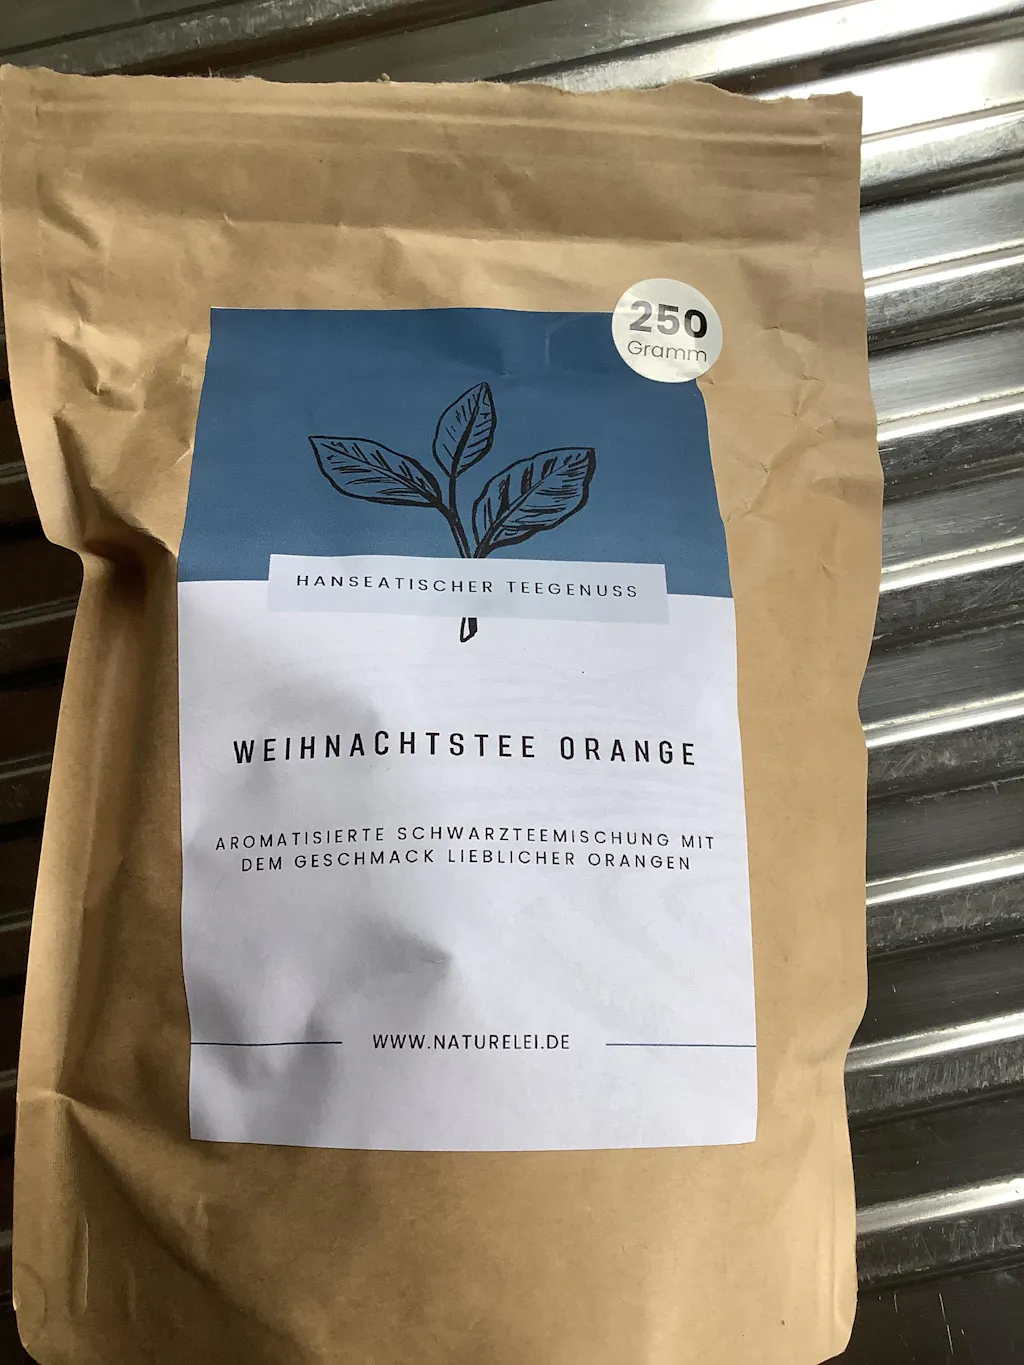 250
Gramm
HANSEATISCHER TEEGENUSS
WEIHNACHTSTEE ORANGE
AROMATISIERTE SCHWARZTEEMISCHUNG MIT
DEM GESCHMACK LIEBLICHER ORANGEN
WWW.NATURELEI.DE